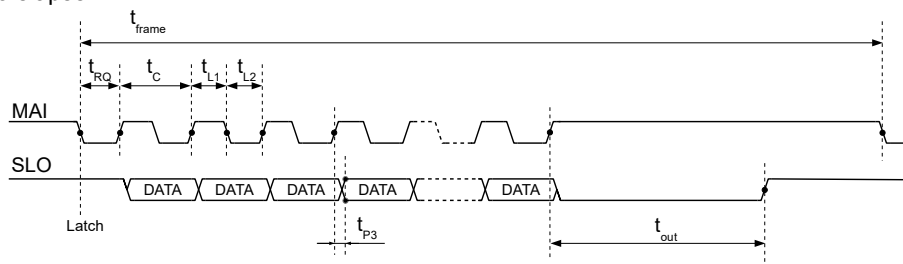 t_frame
t_RQ t_C t_L1 t_L2
MAI
SLO
DATA DATA DATA DATA DATA
Latch
t_P3 t_out